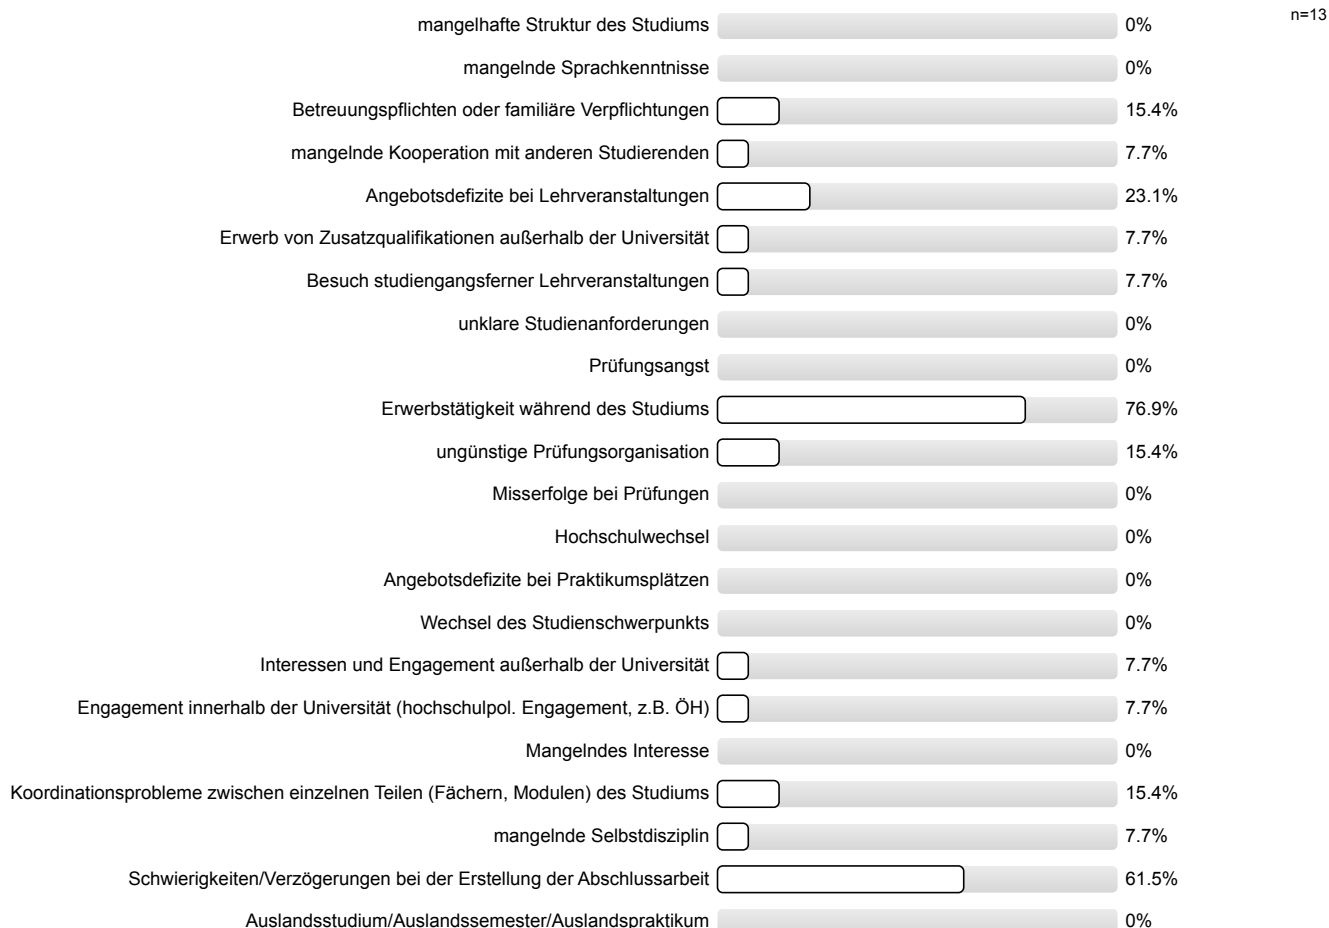 n=13
mangelhafte Struktur des Studiums 0%
mangelnde Sprachkenntnisse 0%
Betreuungspflichten oder familiäre Verpflichtungen 15.4%
mangelnde Kooperation mit anderen Studierenden 7.7%
Angebotsdefizite bei Lehrveranstaltungen 23.1%
Erwerb von Zusatzqualifikationen außerhalb der Universität 7.7%
Besuch studiengangsferner Lehrveranstaltungen 7.7%
unklare Studienanforderungen 0%
Prüfungsangst 0%
Erwerbstätigkeit während des Studiums 76.9%
ungünstige Prüfungsorganisation 15.4%
Misserfolge bei Prüfungen 0%
Hochschulwechsel 0%
Angebotsdefizite bei Praktikumsplätzen 0%
Wechsel des Studienschwerpunkts 0%
Interessen und Engagement außerhalb der Universität 7.7%
Engagement innerhalb der Universität (hochschulpol. Engagement, z.B. ÖH) 7.7%
Mangelndes Interesse 0%
Koordinationsprobleme zwischen einzelnen Teilen (Fächern, Modulen) des Studiums 15.4%
mangelnde Selbstdisziplin 7.7%
Schwierigkeiten/Verzögerungen bei der Erstellung der Abschlussarbeit 61.5%
Auslandsstudium/Auslandssemester/Auslandspraktikum 0%